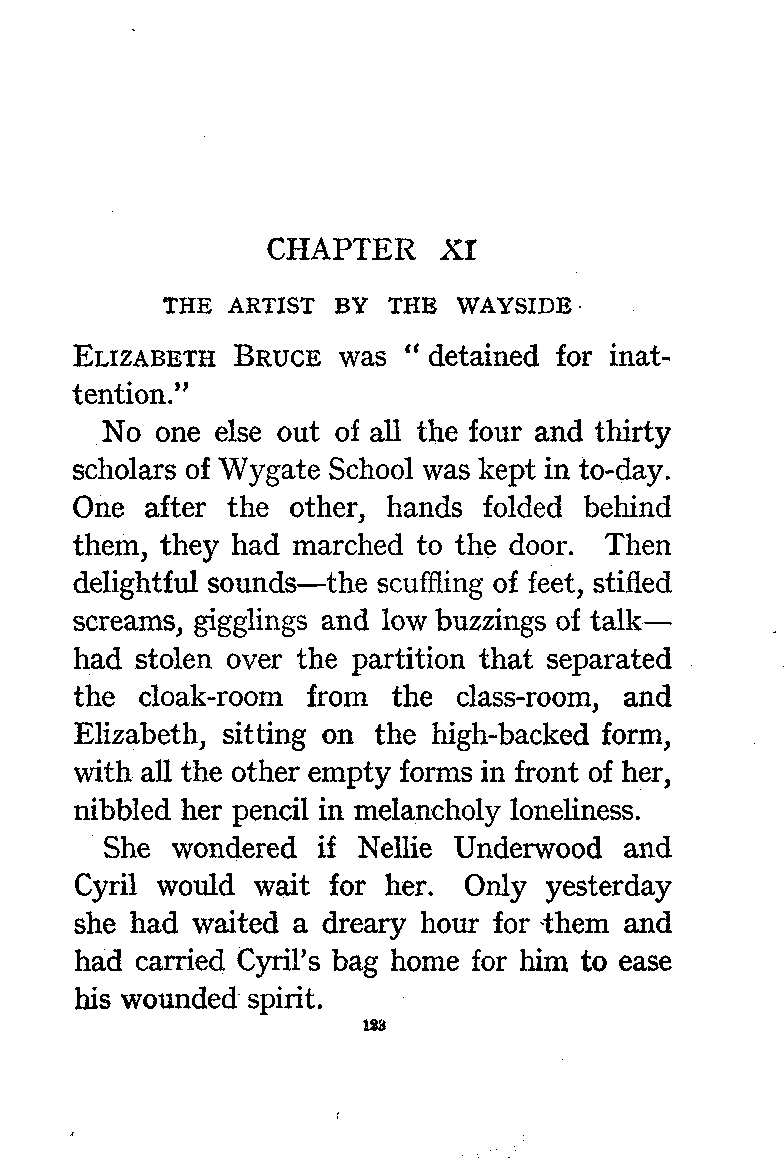 CHAPTER XI
THE ARTIST BY THE WAYSIDE
ELIZABETH BRUCE was " detained for inat-
tention."
No one else out of all the four and thirty
scholars of Wygate School was kept in to-day.
One after the other, hands folded behind
them, they had marched to the door. Then
delightful sounds—the scuffling of feet, stifled
screams, gigglings and low buzzings of talk—
had stolen over the partition that separated
the cloak-room from the class-room, and
Elizabeth, sitting on the high-backed form,
with all the other empty forms in front of her,
nibbled her pencil in melancholy loneliness.
She wondered if Nellie Underwood and
Cyril would wait for her. Only yesterday
she had waited a dreary hour for them and
had carried Cyril's bag home for him to ease
his wounded spirit.
123